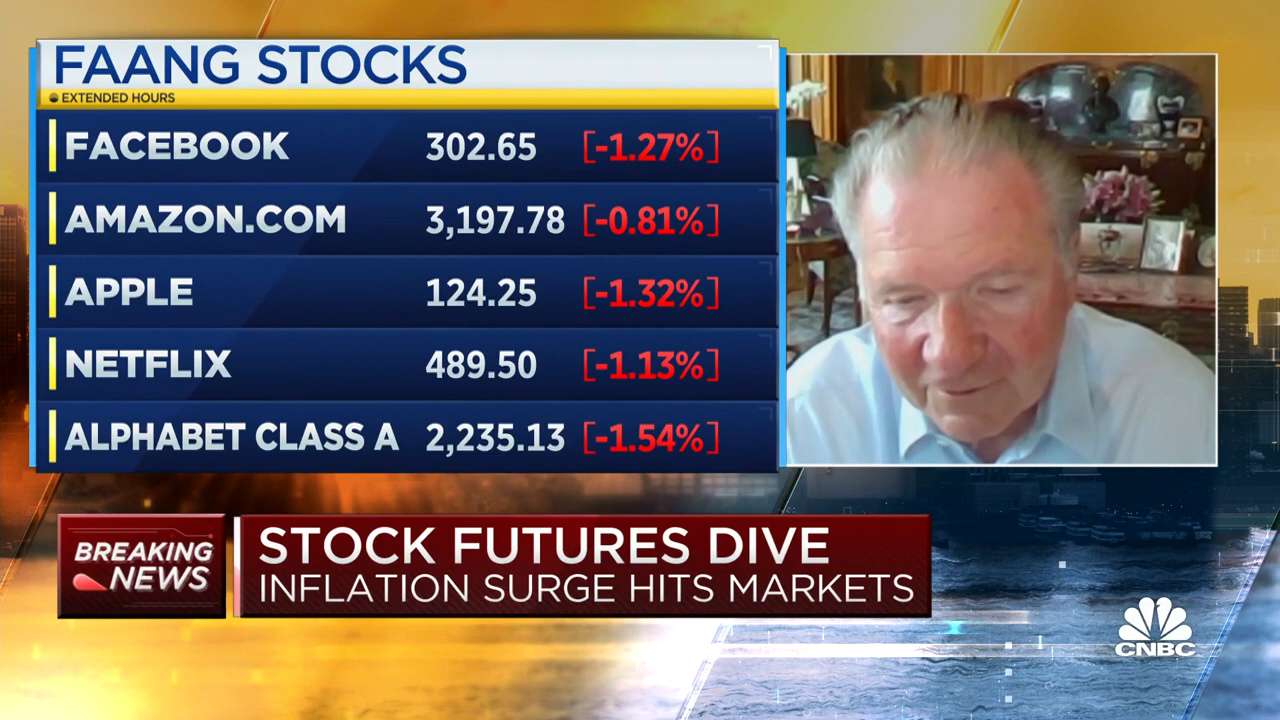 FAANG STOCKS
EXTENDED HOURS
FACEBOOK 302.65 [-1.27%]
AMAZON.COM 3,197.78 [-0.81%]
APPLE 124.25 [-1.32%]
NETFLIX 489.50 [-1.13%]
ALPHABET CLASS A 2,235.13 [-1.54%]
BREAKING NEWS
STOCK FUTURES DIVE
INFLATION SURGE HITS MARKETS
CNBC